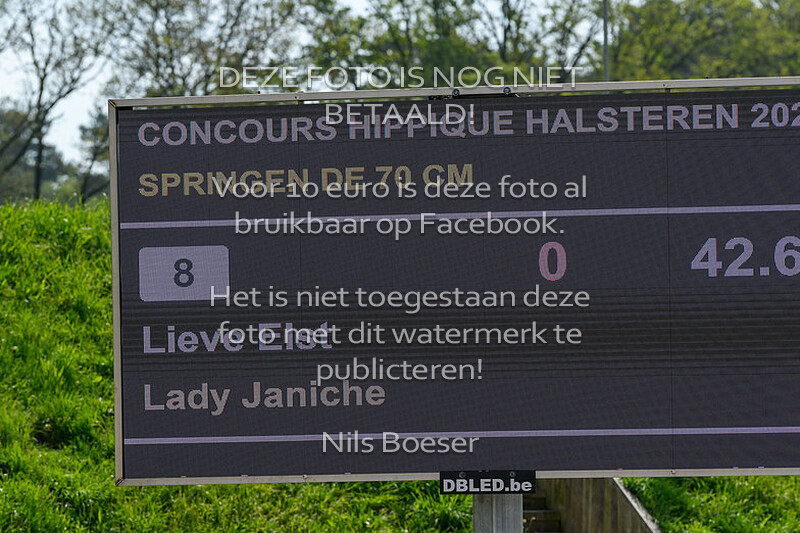 DEZE FOTO IS NOG NIET
BETAALD!
CONCOURS HIPPIQUE HALSTEREN 202
SPRINGEN DE 70 CM
Voor 10 euro is deze foto al
bruikbaar op Facebook.
8 0 42.6
Het is niet toegestaan deze
foto met dit watermerk te
publiceren!
Lieve Elst
Lady Janiche
Nils Boeser
DBLED.be